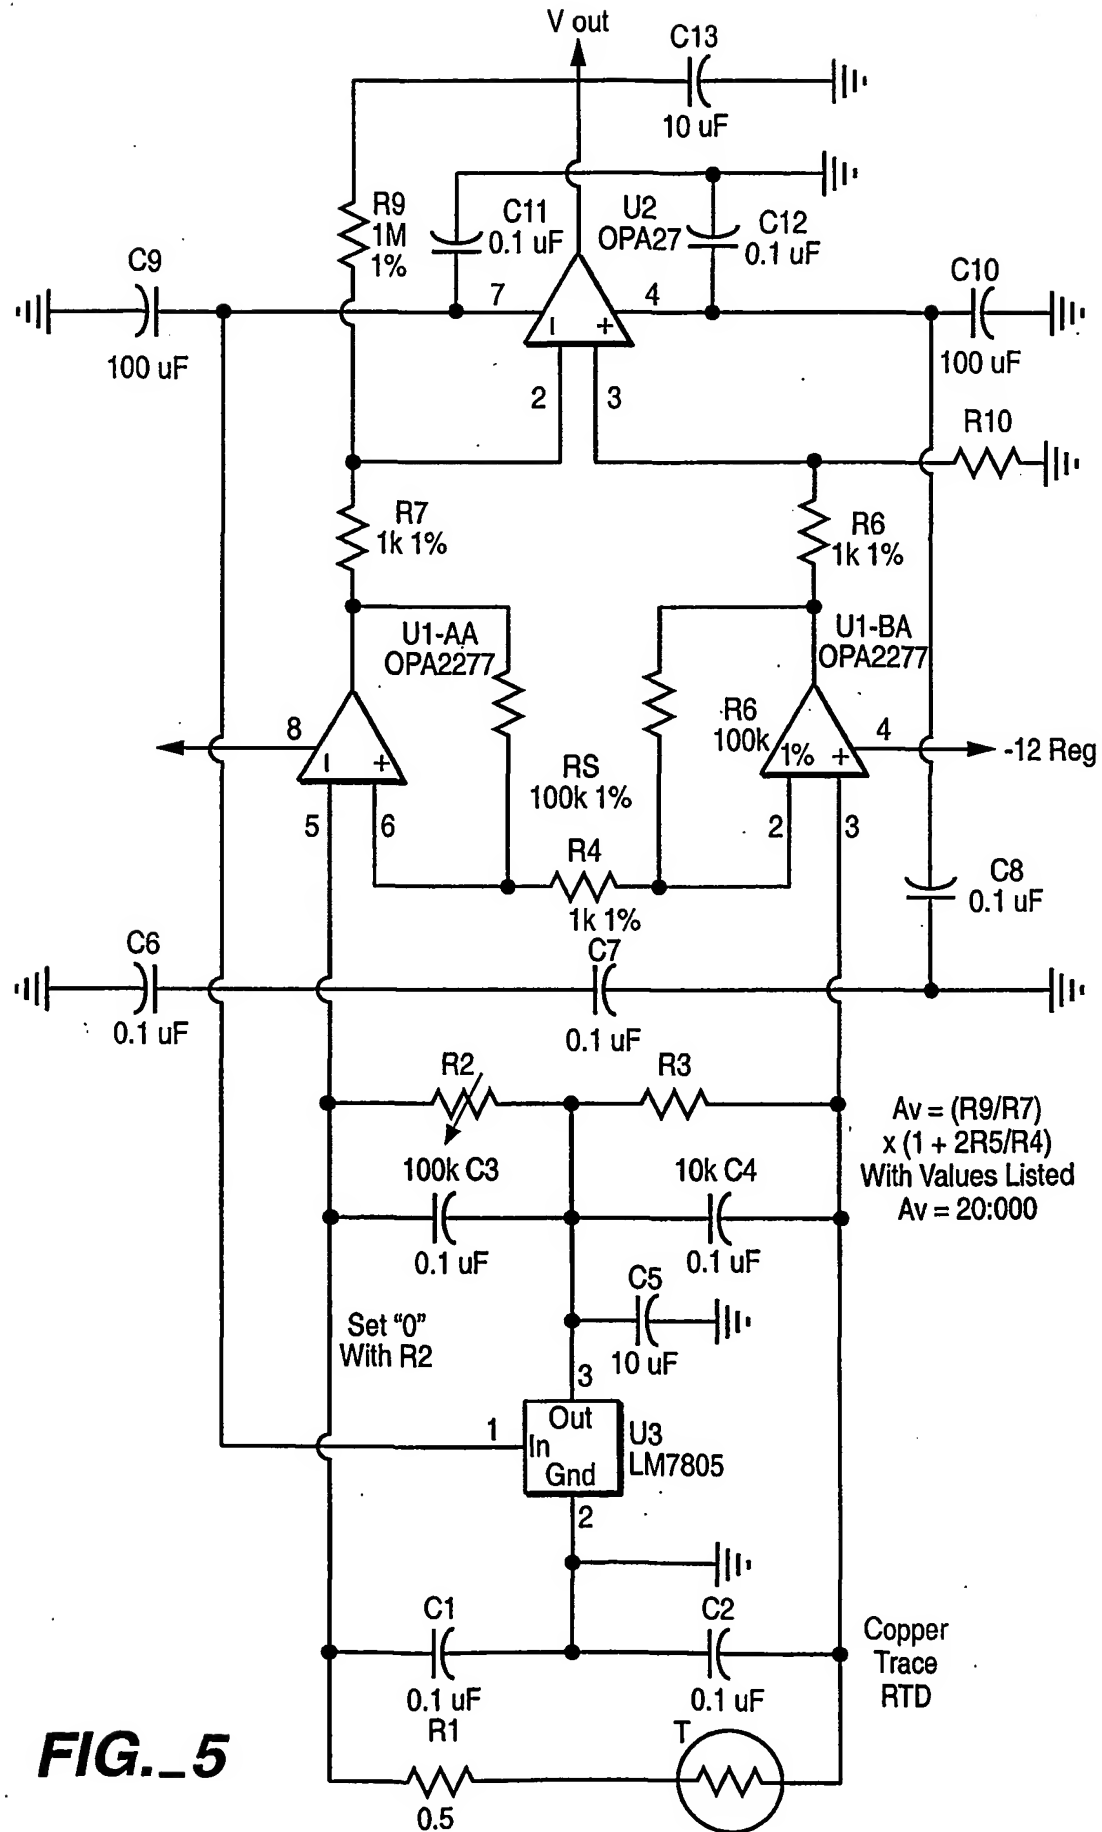 V out
C13
10 uF
R9
1M
1%
C11
0.1 uF
U2
OPA27
C12
0.1 uF
C9
100 uF
7
4
C10
100 uF
–
+
2
3
R10
R7
1k 1%
R6
1k 1%
U1-AA
OPA2277
U1-BA
OPA2277
8
–
+
R6
100k
1%
+
4
-12 Reg
RS
100k 1%
5
6
2
3
R4
1k 1%
C8
0.1 uF
C6
0.1 uF
C7
0.1 uF
R2
R3
Av = (R9/R7)
x (1 + 2R5/R4)
With Values Listed
Av = 20:000
100k C3
0.1 uF
10k C4
0.1 uF
C5
10 uF
Set “0”
With R2
3
Out
1
In
Gnd
U3
LM7805
2
C1
0.1 uF
C2
0.1 uF
Copper
Trace
RTD
R1
0.5
T
FIG._5